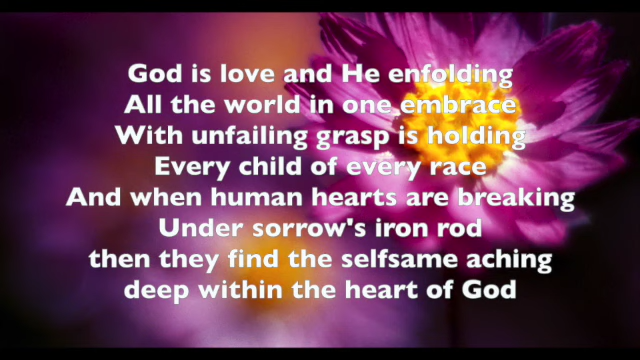 God is love and He enfolding
All the world in one embrace
With unfailing grasp is holding
Every child of every race
And when human hearts are breaking
Under sorrow's iron rod
then they find the selfsame aching
deep within the heart of God